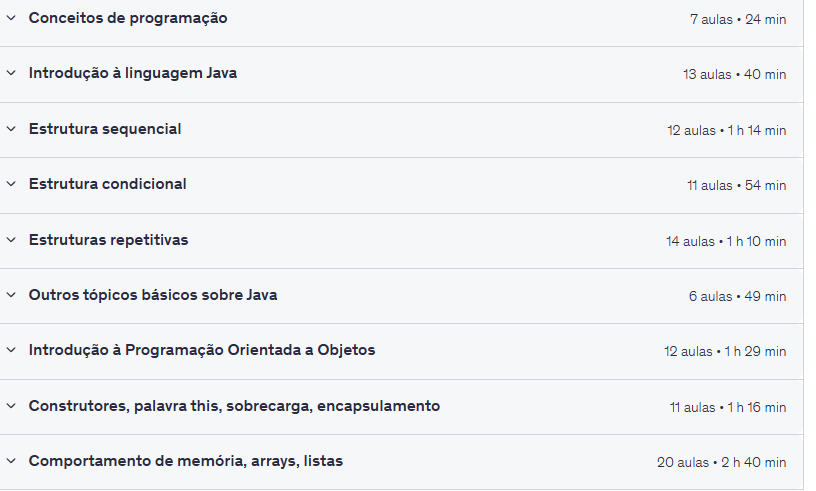 Conceitos de programação 7 aulas • 24 min
Introdução à linguagem Java 13 aulas • 40 min
Estrutura sequencial 12 aulas • 1 h 14 min
Estrutura condicional 11 aulas • 54 min
Estruturas repetitivas 14 aulas • 1 h 10 min
Outros tópicos básicos sobre Java 6 aulas • 49 min
Introdução à Programação Orientada a Objetos 12 aulas • 1 h 29 min
Construtores, palavra this, sobrecarga, encapsulamento 11 aulas • 1 h 16 min
Comportamento de memória, arrays, listas 20 aulas • 2 h 40 min